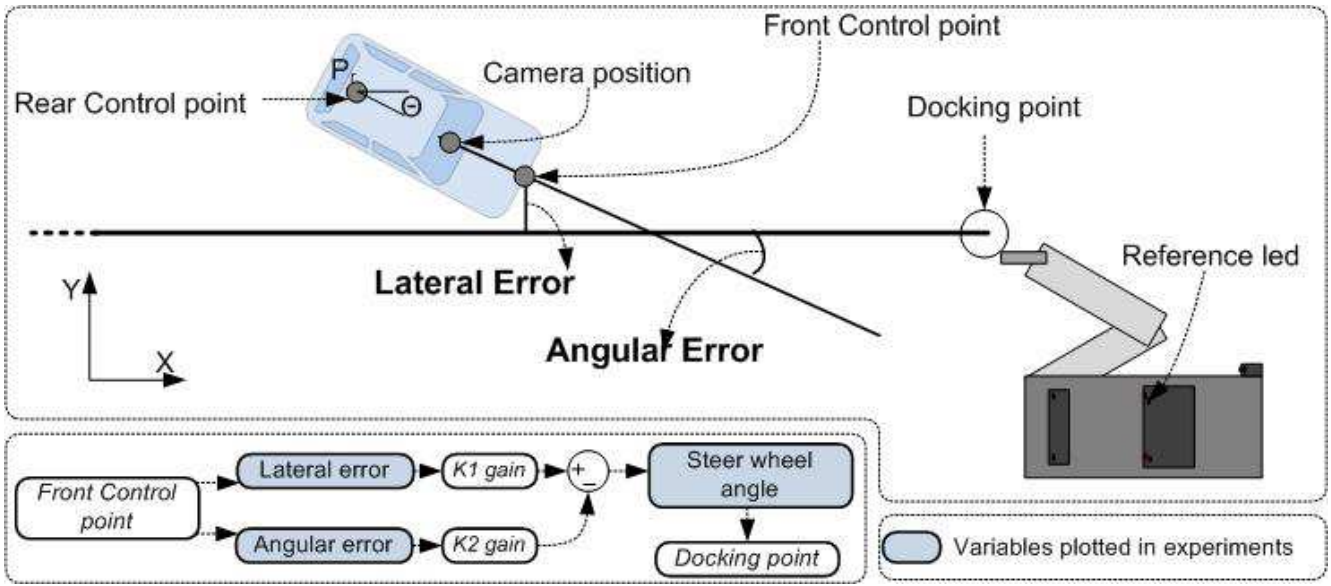 Front Control point
Camera position
Rear Control point
Pr
Θ
Docking point
Lateral Error
Reference led
Angular Error
Y
X
Front Control
point
Lateral error
K1 gain
+
−
Steer wheel
angle
Angular error
K2 gain
Docking point
Variables plotted in experiments